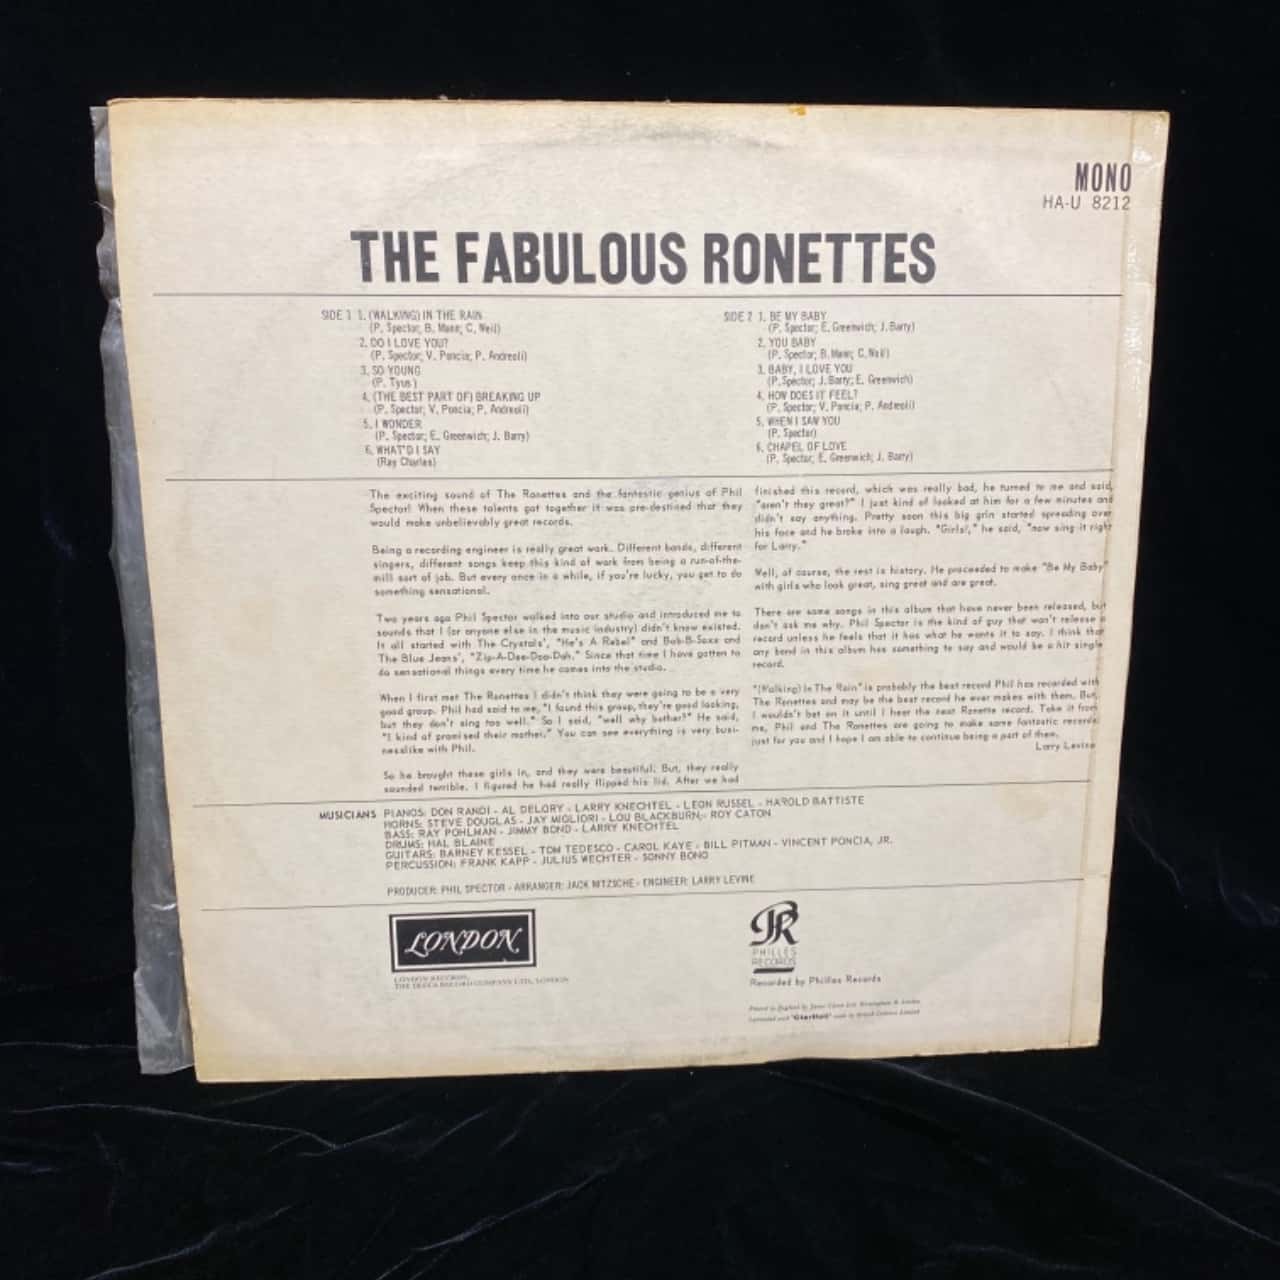 MONO
HA-U 8212
THE FABULOUS RONETTES
SIDE 1 1. (WALKING) IN THE RAIN
(P. Spector; B. Mann; C. Weil)
2. DO I LOVE YOU?
(P. Spector; V. Poncia; P. Andreoli)
3. SO YOUNG
(P. Tyus)
4. (THE BEST PART OF) BREAKING UP
(P. Spector; V. Poncia; P. Andreoli)
5. I WONDER
(P. Spector; E. Greenwich; J. Barry)
6. WHAT'D I SAY
(Ray Charles)
SIDE 2 1. BE MY BABY
(P. Spector; E. Greenwich; J. Barry)
2. YOU BABY
(P. Spector; B. Mann; C. Weil)
3. BABY, I LOVE YOU
(P. Spector; J. Barry; E. Greenwich)
4. HOW DOES IT FEEL?
(P. Spector; V. Poncia; P. Andreoli)
5. WHEN I SAW YOU
(P. Spector)
6. CHAPEL OF LOVE
(P. Spector; E. Greenwich; J. Barry)
The exciting sound of The Ronettes and the fantastic genius of Phil
Spector! When these talents got together it was pre-destined that they
would make unbelievably great records.
Being a recording engineer is really great work. Different bands, different
singers, different songs keep this kind of work from being a run-of-the-
mill sort of job. But every once in a while, if you're lucky, you get to do
something sensational.
Two years ago Phil Spector walked into our studio and introduced me to
sounds that I (or anyone else in the music industry) didn't know existed.
It all started with The Crystals', "He's A Rebel" and Bob-B-Soxx and
The Blue Jeans', "Zip-A-Dee-Doo-Dah." Since that time I have gotten to
do sensational things every time he comes into the studio.
When I first met The Ronettes I didn't think they were going to be a very
good group. Phil had said to me, "I found this group, they're good looking,
but they don't sing too well." So I said, "well why bother?" He said,
"I kind of promised their mother." You can see everything is very busi-
nesslike with Phil.
So he brought these girls in, and they were beautiful. But, they really
sounded terrible. I figured he had really flipped his lid. After we had
finished this record, which was really bad, he turned to me and said,
"aren't they great?" I just kind of looked at him for a few minutes and
didn't say anything. Pretty soon this big grin started spreading over
his face and he broke into a laugh. "Girls!," he said, "now sing it right
for Larry."
Well, of course, the rest is history. He proceeded to make "Be My Baby"
with girls who look great, sing great and are great.
There are some songs in this album that have never been released, but
don't ask me why. Phil Spector is the kind of guy that won't release a
record unless he feels that it has what he wants it to say. I think that
any band in this album has something to say and would be a hit single
record.
"(Walking) In The Rain" is probably the best record Phil has recorded with
The Ronettes and may be the best record he ever makes with them. But,
I wouldn't bet on it until I hear the next Ronette record. Take it from
me, Phil and The Ronettes are going to make some fantastic records
just for you and I hope I am able to continue being a part of them.
Larry Levine
MUSICIANS PIANOS: DON RANDI - AL DELORY - LARRY KNECHTEL - LEON RUSSEL - HAROLD BATTISTE
HORNS: STEVE DOUGLAS - JAY MIGLIORI - LOU BLACKBURN - ROY CATON
BASS: RAY POHLMAN - JIMMY BOND - LARRY KNECHTEL
DRUMS: HAL BLAINE
GUITARS: BARNEY KESSEL - TOM TEDESCO - CAROL KAYE - BILL PITMAN - VINCENT PONCIA, JR.
PERCUSSION: FRANK KAPP - JULIUS WECHTER - SONNY BONO
PRODUCER: PHIL SPECTOR - ARRANGER: JACK NITZSCHE - ENGINEER: LARRY LEVINE
LONDON
LONDON RECORDS,
THE DECCA RECORD COMPANY LTD., LONDON
PR
PHILLES
RECORDS
Recorded by Philles Records
Printed in England by James Upton Ltd. Birmingham & London
Laminated with 'Clarifoil' made by British Celanese Limited